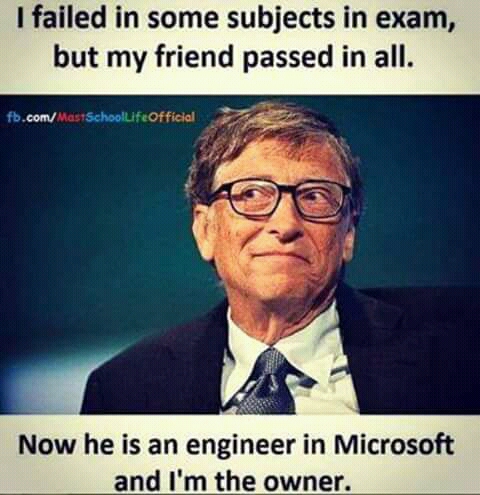 I failed in some subjects in exam,
but my friend passed in all.
fb.com/MastSchoolLifeOfficial
Now he is an engineer in Microsoft
and I'm the owner.